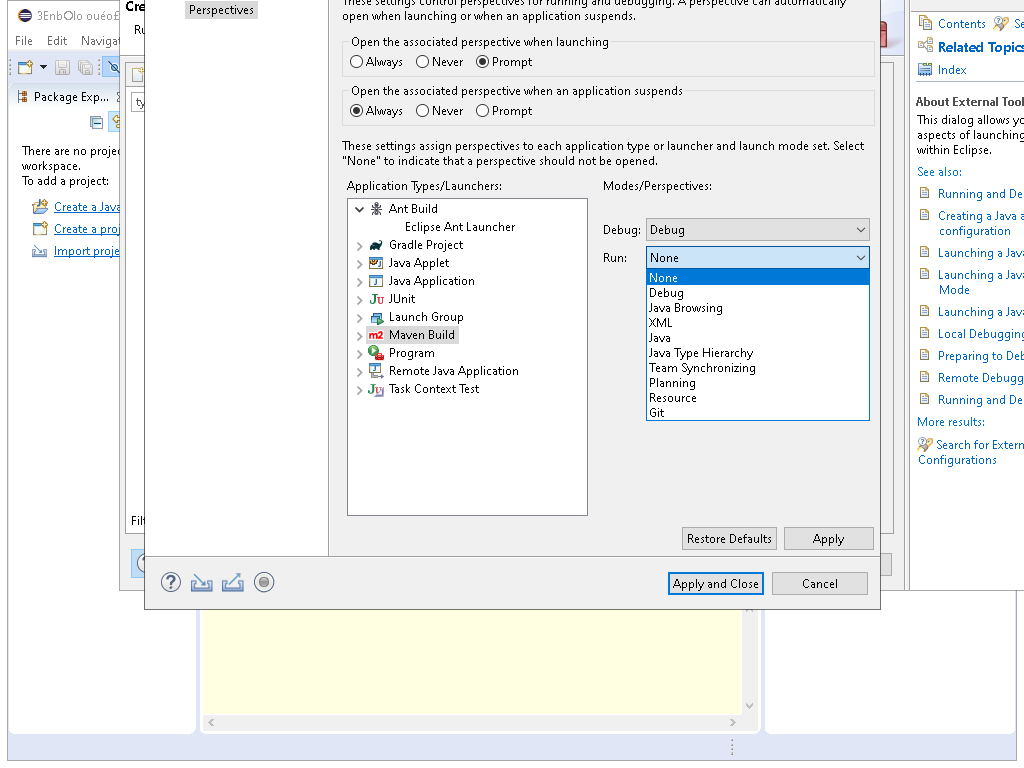 Perspectives
These settings control perspectives for running and debugging. A perspective can automatically
open when launching or when an application suspends.
Open the associated perspective when launching
Always
Never
Prompt
Open the associated perspective when an application suspends
Always
Never
Prompt
These settings assign perspectives to each application type or launcher and launch mode set. Select
"None" to indicate that a perspective should not be opened.
Application Types/Launchers:
Ant Build
Eclipse Ant Launcher
Gradle Project
Java Applet
Java Application
JUnit
Launch Group
Maven Build
Program
Remote Java Application
Task Context Test
Modes/Perspectives:
Debug:
Debug
Run:
None
None
Debug
Java Browsing
XML
Java
Java Type Hierarchy
Team Synchronizing
Planning
Resource
Git
Restore Defaults
Apply
Apply and Close
Cancel
File
Edit
Navigat
Package Exp...
There are no proje
workspace.
To add a project:
Create a Java
Create a proj
Import proje
Cre
Ru
ty
Filt
Contents
Se
Related Topics
Index
About External Tool
This dialog allows yo
aspects of launching
within Eclipse.
See also:
Running and De
Creating a Java a
configuration
Launching a Java
Launching a Java
Mode
Launching a Java
Local Debugging
Preparing to Deb
Remote Debugg
Running and De
More results:
Search for Extern
Configurations